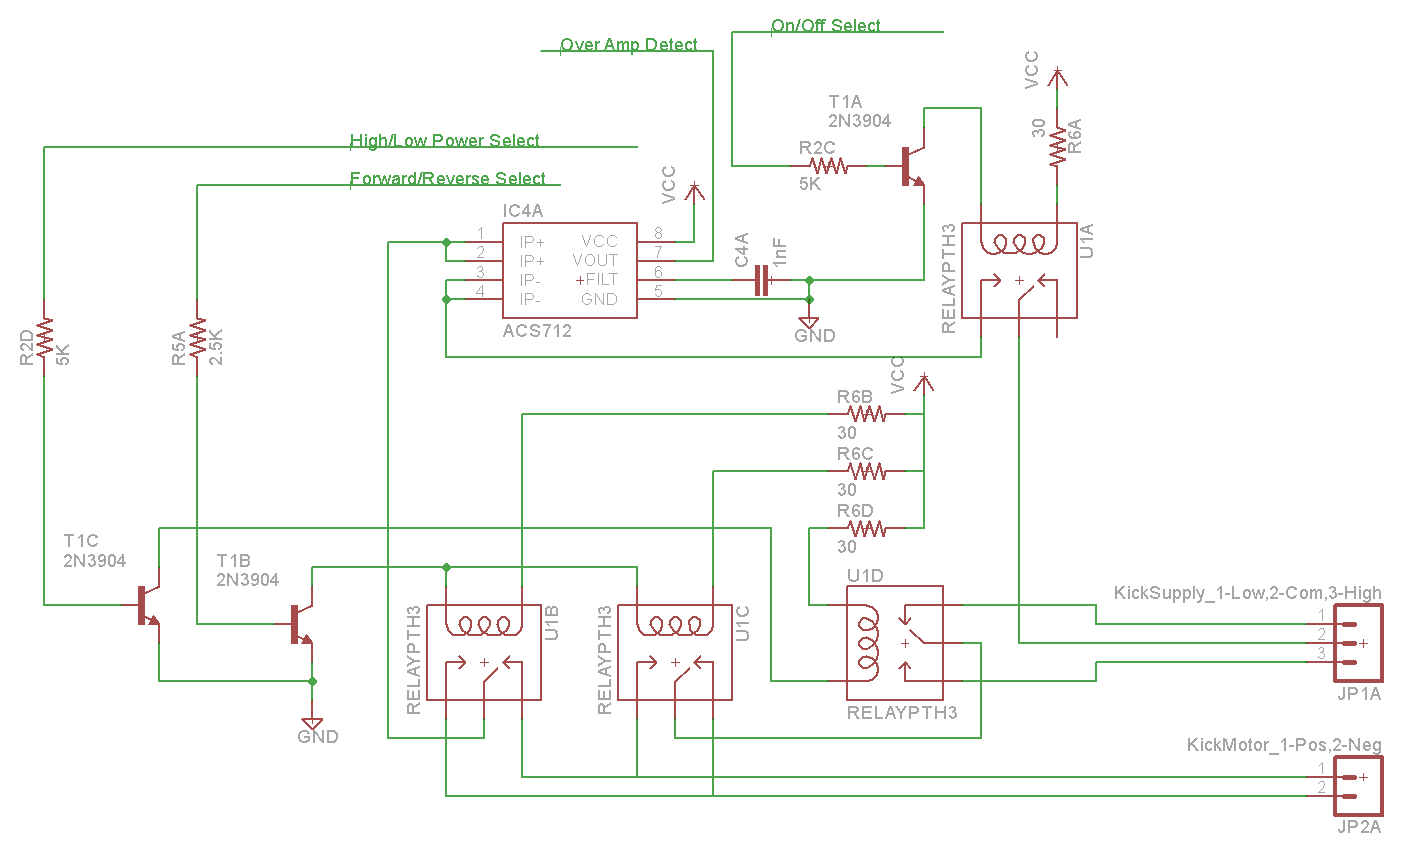 On/Off Select
Over Amp Detect
VCC
T1A
2N3904
30
R6A
High/Low Power Select
R2C
5K
Forward/Reverse Select
VCC
IC4A
1 IP+ VCC 8
2 IP+ VOUT 7
3 IP- +FILT 6
4 IP- GND 5
ACS712
C4A
1nF
GND
RELAYPTH3
U1A
R2D
5K
R5A
2.5K
VCC
R6B
30
R6C
30
R6D
30
T1C
2N3904
T1B
2N3904
GND
RELAYPTH3
U1B
RELAYPTH3
U1C
U1D
RELAYPTH3
KickSupply_1-Low,2-Com,3-High
1
2
3
JP1A
KickMotor_1-Pos,2-Neg
1
2
JP2A